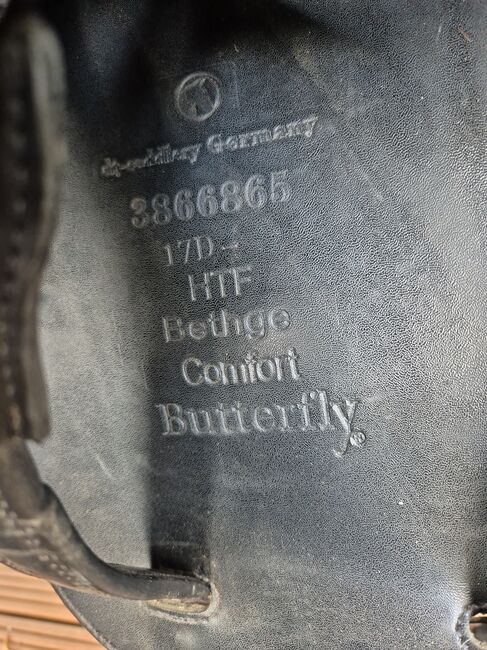 dp-saddlery Germany
3866865
17D-
HTF
Bethge
Comfort
Butterfly®